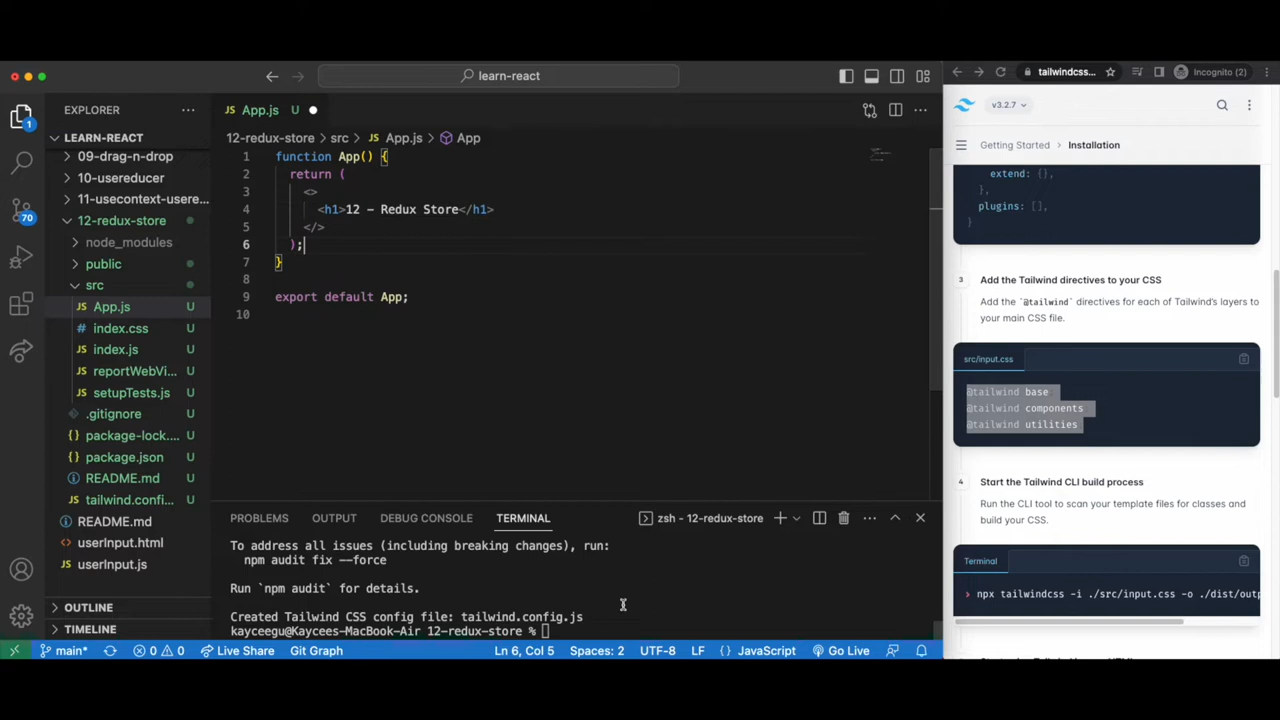 learn-react
EXPLORER
LEARN-REACT
09-drag-n-drop
10-usereducer
11-usecontext-usere...
12-redux-store
node_modules
public
src
JS App.js U
JS index.css U
JS index.js U
JS reportWebVi... U
JS setupTests.js U
.gitignore U
{} package-lock.... U
{} package.json U
README.md U
JS tailwind.confi... U
README.md
<> userInput.html
JS userInput.js
OUTLINE
TIMELINE
1
70
JS App.js U
12-redux-store > src > JS App.js > App
1 function App() {
2 return (
3 <>
4 <h1>12 - Redux Store</h1>
5 </>
6 );
7 }
8
9 export default App;
10
PROBLEMS OUTPUT DEBUG CONSOLE TERMINAL zsh - 12-redux-store
To address all issues (including breaking changes), run:
npm audit fix --force
Run `npm audit` for details.
Created Tailwind CSS config file: tailwind.config.js
kayceegu@Kaycees-MacBook-Air 12-redux-store %
main* 0 0 Live Share Git Graph Ln 6, Col 5 Spaces: 2 UTF-8 LF {} JavaScript Go Live
tailwindcss... Incognito (2)
v3.2.7
Getting Started > Installation
extend: {},
},
plugins: [],
}
3 Add the Tailwind directives to your CSS
Add the `@tailwind` directives for each of Tailwind's layers to
your main CSS file.
src/input.css
@tailwind base
@tailwind components
@tailwind utilities
4 Start the Tailwind CLI build process
Run the CLI tool to scan your template files for classes and
build your CSS.
Terminal
> npx tailwindcss -i ./src/input.css -o ./dist/outp